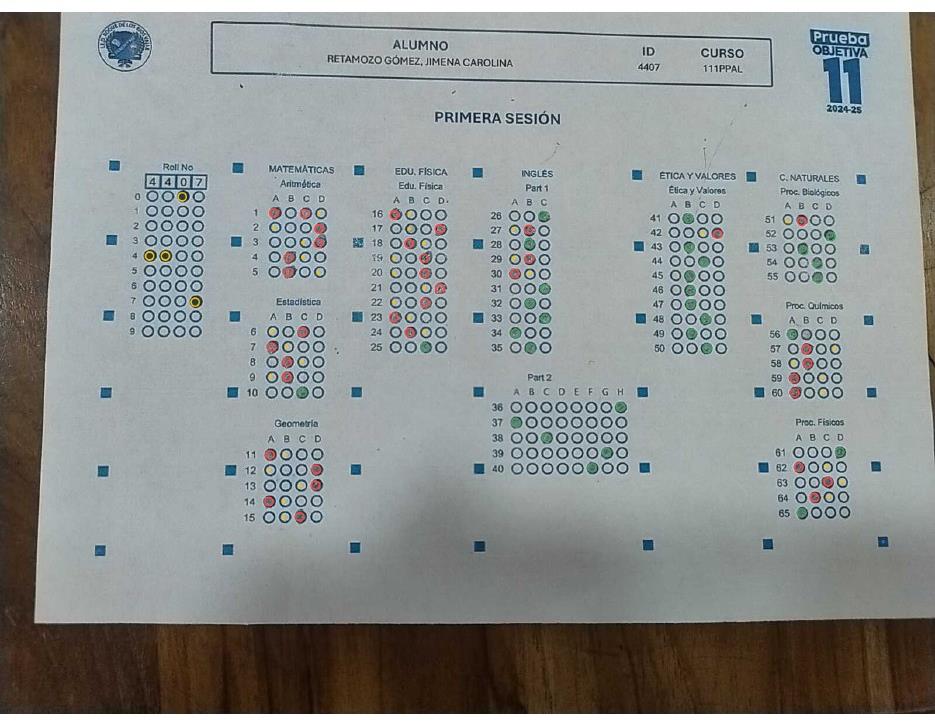 I.E.D. ROQUE DE LOS RIOS VALLE
ALUMNO
RETAMOZO GÓMEZ, JIMENA CAROLINA
ID
4407
CURSO
111PPAL
Prueba
OBJETIVA
11
2024-25
PRIMERA SESIÓN
Roll No
4 4 0 7
0
1
2
3
4
5
6
7
8
9
MATEMÁTICAS
Aritmética
A B C D
1
2
3
4
5
Estadística
A B C D
6
7
8
9
10
Geometría
A B C D
11
12
13
14
15
EDU. FÍSICA
Edu. Física
A B C D
16
17
18
19
20
21
22
23
24
25
INGLÉS
Part 1
A B C
26
27
28
29
30
31
32
33
34
35
Part 2
A B C D E F G H
36
37
38
39
40
ÉTICA Y VALORES
Ética y Valores
A B C D
41
42
43
44
45
46
47
48
49
50
C. NATURALES
Proc. Biológicos
A B C D
51
52
53
54
55
Proc. Químicos
A B C D
56
57
58
59
60
Proc. Físicos
A B C D
61
62
63
64
65